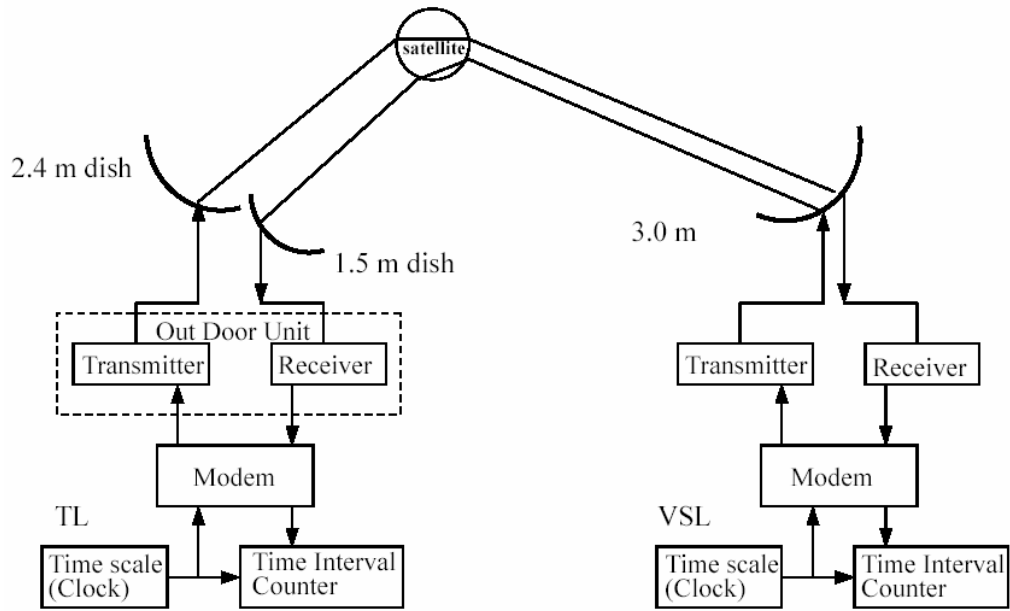 satellite
2.4 m dish
1.5 m dish
3.0 m
Out Door Unit
Transmitter
Receiver
Transmitter
Receiver
Modem
Modem
TL
VSL
Time scale
(Clock)
Time Interval
Counter
Time scale
(Clock)
Time Interval
Counter